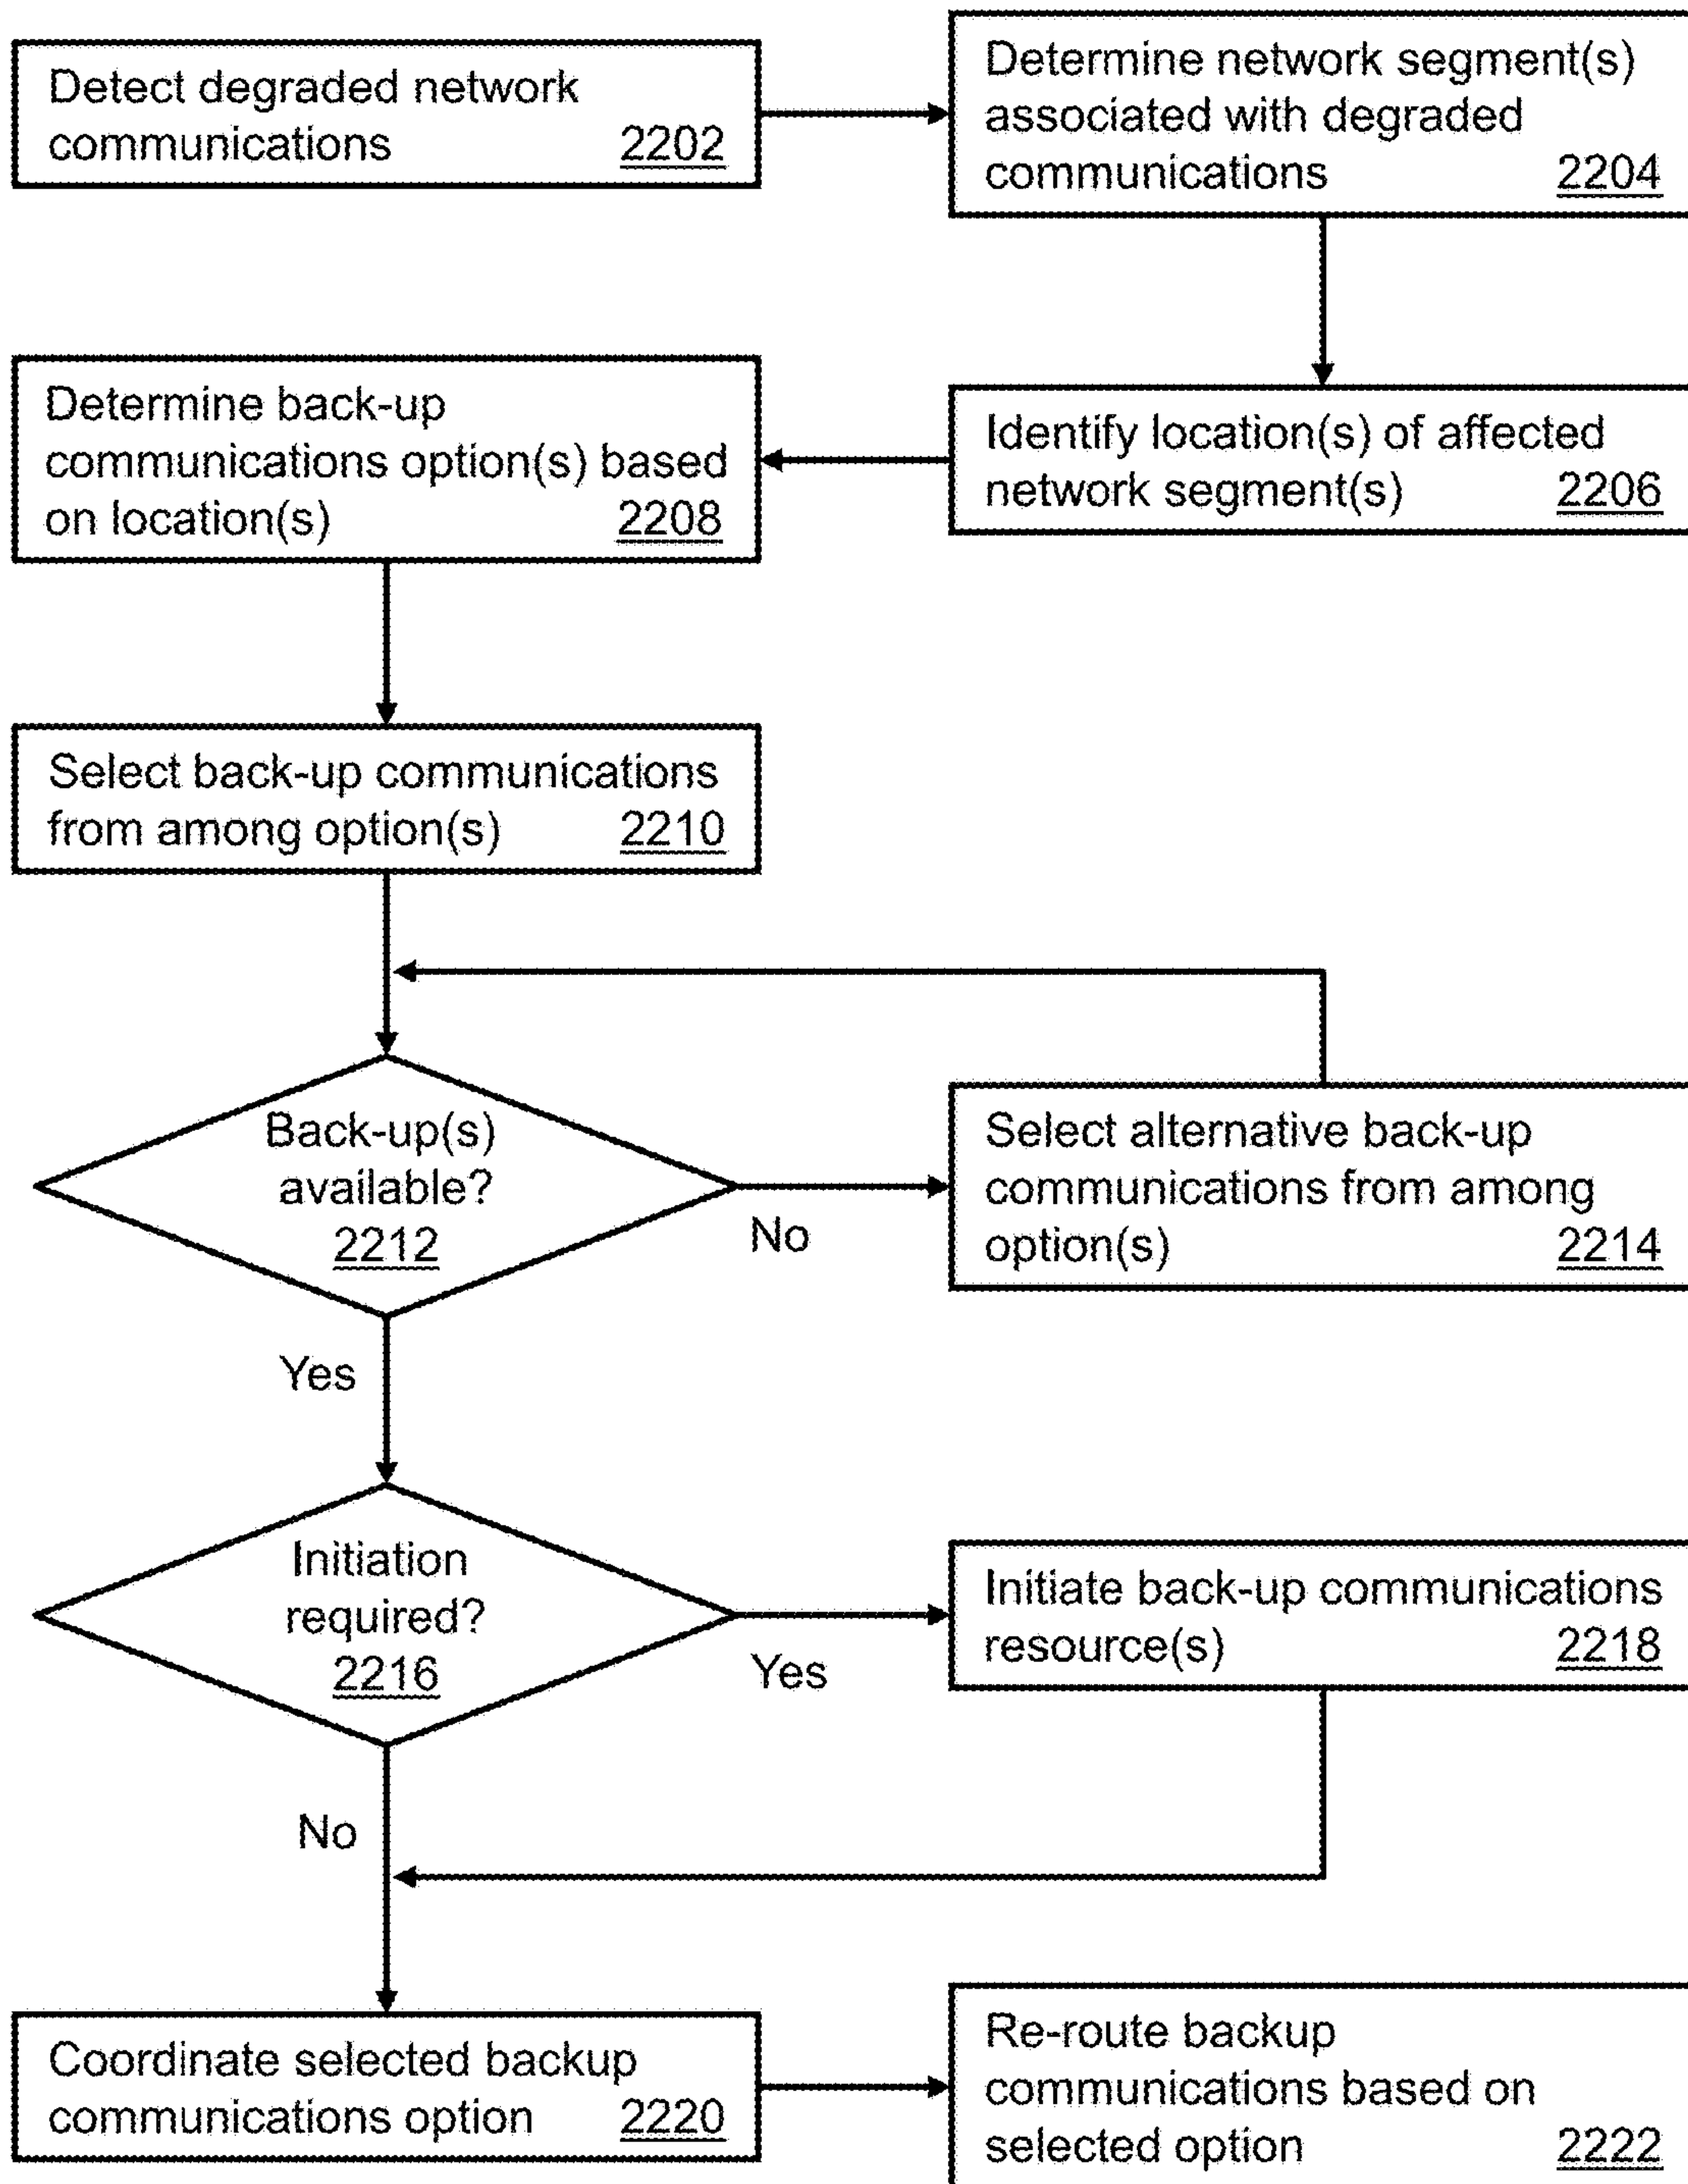 Detect degraded network
communications 2202
Determine network segment(s)
associated with degraded
communications 2204
Identify location(s) of affected
network segment(s) 2206
Determine back-up
communications option(s) based
on location(s) 2208
Select back-up communications
from among option(s) 2210
Back-up(s)
available?
2212
No
Select alternative back-up
communications from among
option(s) 2214
Yes
Initiation
required?
2216
Yes
Initiate back-up communications
resource(s) 2218
No
Coordinate selected backup
communications option 2220
Re-route backup
communications based on
selected option 2222